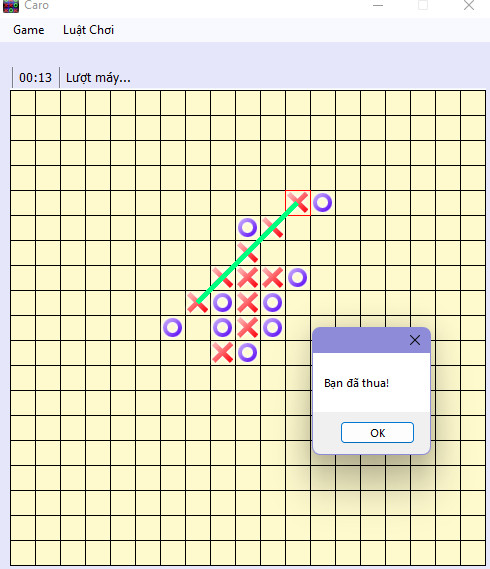 Caro
Game Luật Chơi
00:13 Lượt máy...
Bạn đã thua!
OK